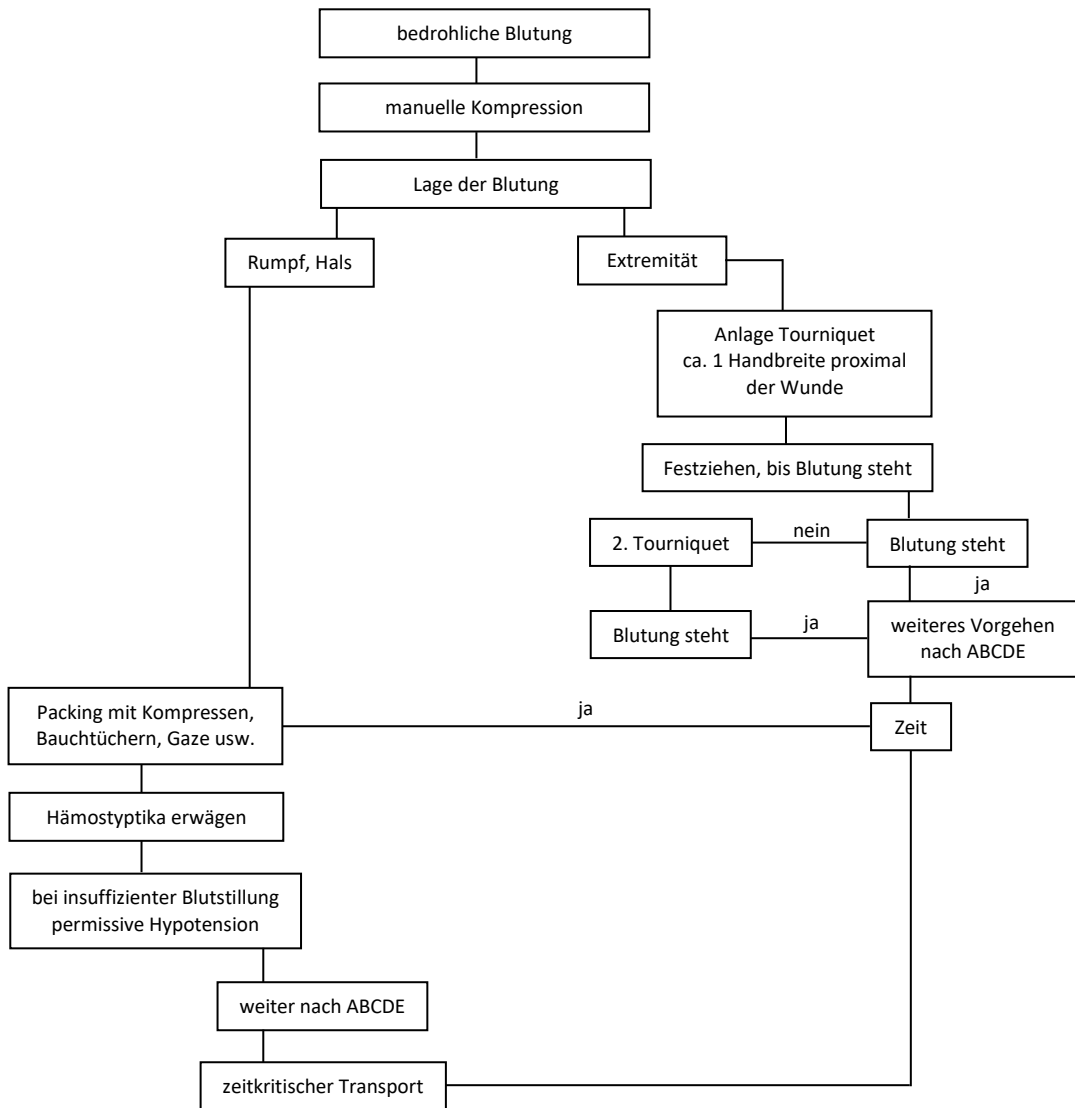 bedrohliche Blutung
manuelle Kompression
Lage der Blutung
Rumpf, Hals
Extremität
Anlage Tourniquet
ca. 1 Handbreite proximal
der Wunde
Festziehen, bis Blutung steht
2. Tourniquet
nein
Blutung steht
ja
Blutung steht
ja
weiteres Vorgehen
nach ABCDE
Packing mit Kompressen,
Bauchtüchern, Gaze usw.
ja
Zeit
Hämostyptika erwägen
bei insuffizienter Blutstillung
permissive Hypotension
weiter nach ABCDE
zeitkritischer Transport